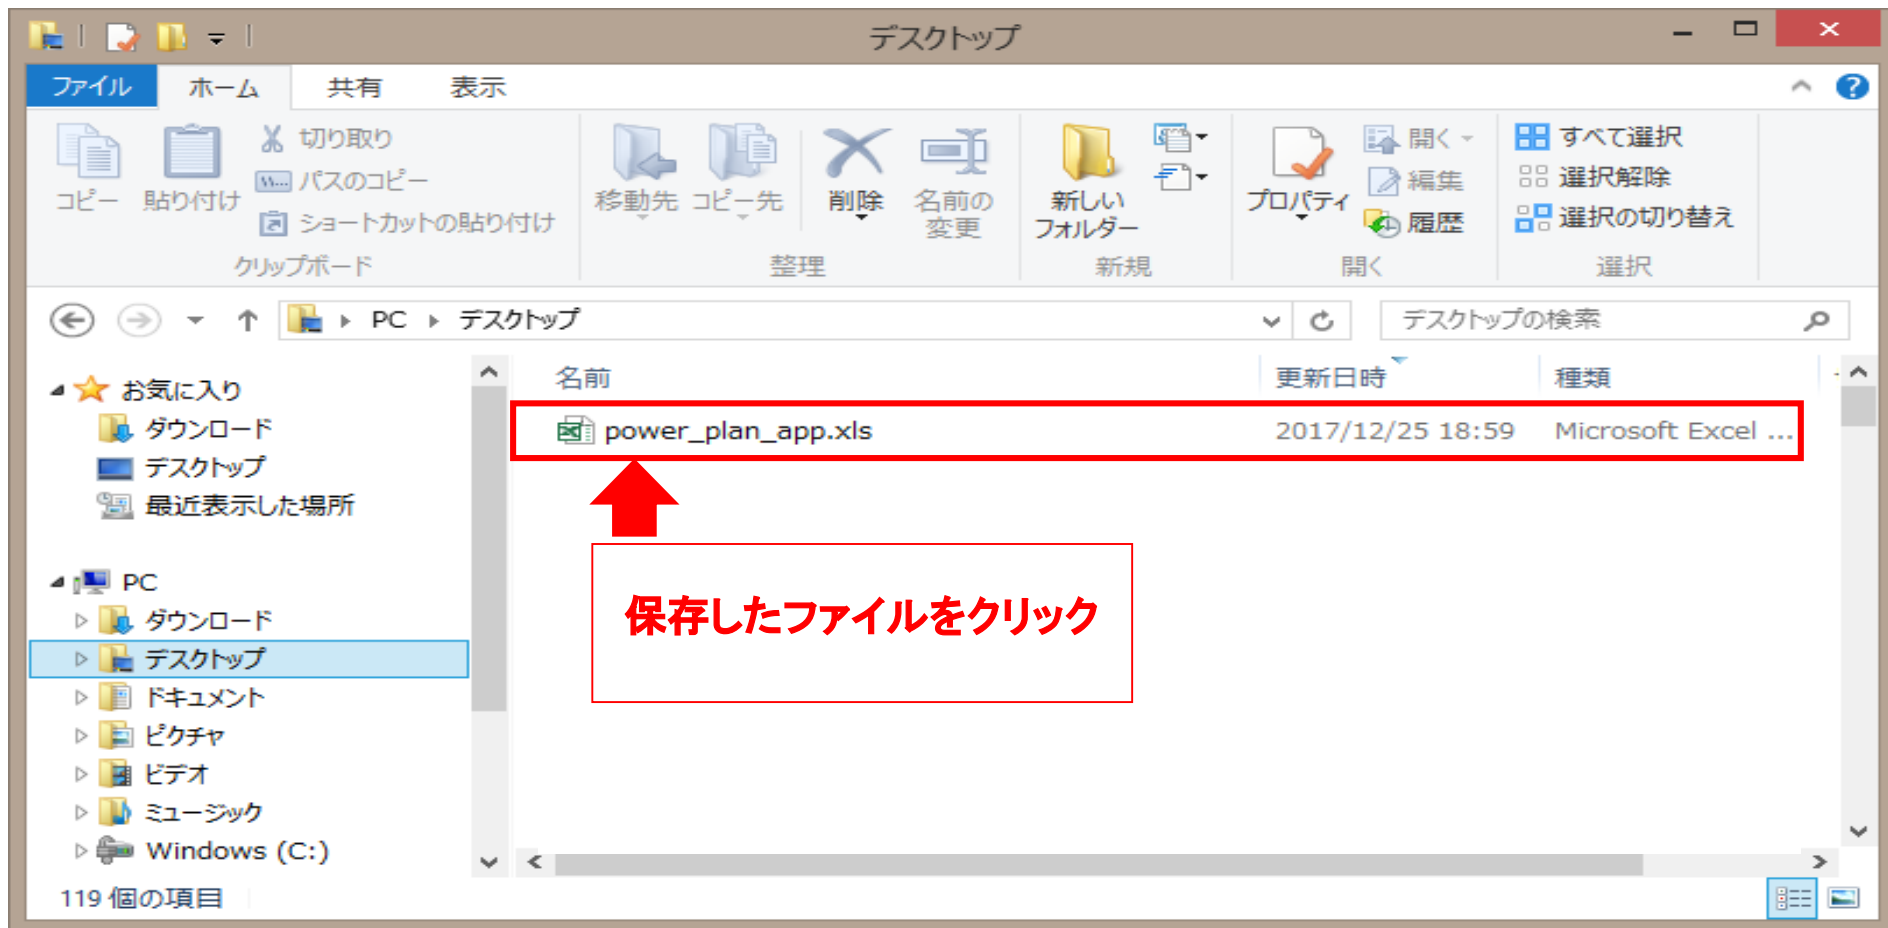 デスクトップ
ファイル ホーム 共有 表示
コピー
貼り付け
切り取り
パスのコピー
ショートカットの貼り付け
クリップボード
移動先
コピー先
削除
名前の
変更
整理
新しい
フォルダー
新規
プロパティ
開く
編集
履歴
開く
すべて選択
選択解除
選択の切り替え
選択
PC デスクトップ
デスクトップの検索
お気に入り
ダウンロード
デスクトップ
最近表示した場所
PC
ダウンロード
デスクトップ
ドキュメント
ピクチャ
ビデオ
ミュージック
Windows (C:)
名前 更新日時 種類
power_plan_app.xls 2017/12/25 18:59 Microsoft Excel ...
保存したファイルをクリック
119 個の項目